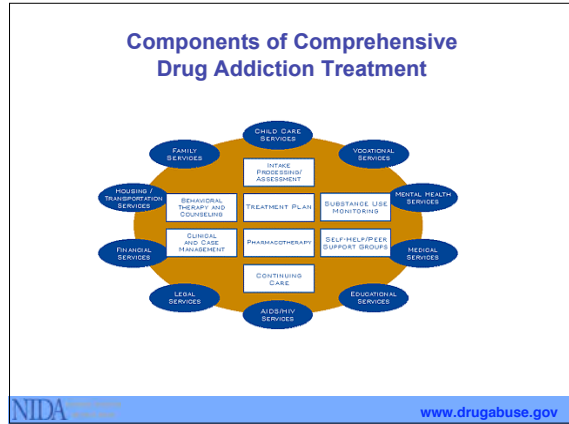 Components of Comprehensive
Drug Addiction Treatment
CHILD CARE
SERVICES
FAMILY
SERVICES
VOCATIONAL
SERVICES
INTAKE
PROCESSING/
ASSESSMENT
HOUSING /
TRANSPORTATION
SERVICES
BEHAVIORAL
THERAPY AND
COUNSELING
TREATMENT PLAN
SUBSTANCE USE
MONITORING
MENTAL HEALTH
SERVICES
CLINICAL
AND CASE
MANAGEMENT
PHARMACOTHERAPY
SELF-HELP/PEER
SUPPORT GROUPS
FINANCIAL
SERVICES
MEDICAL
SERVICES
CONTINUING
CARE
LEGAL
SERVICES
EDUCATIONAL
SERVICES
AIDS/HIV
SERVICES
NIDA
www.drugabuse.gov